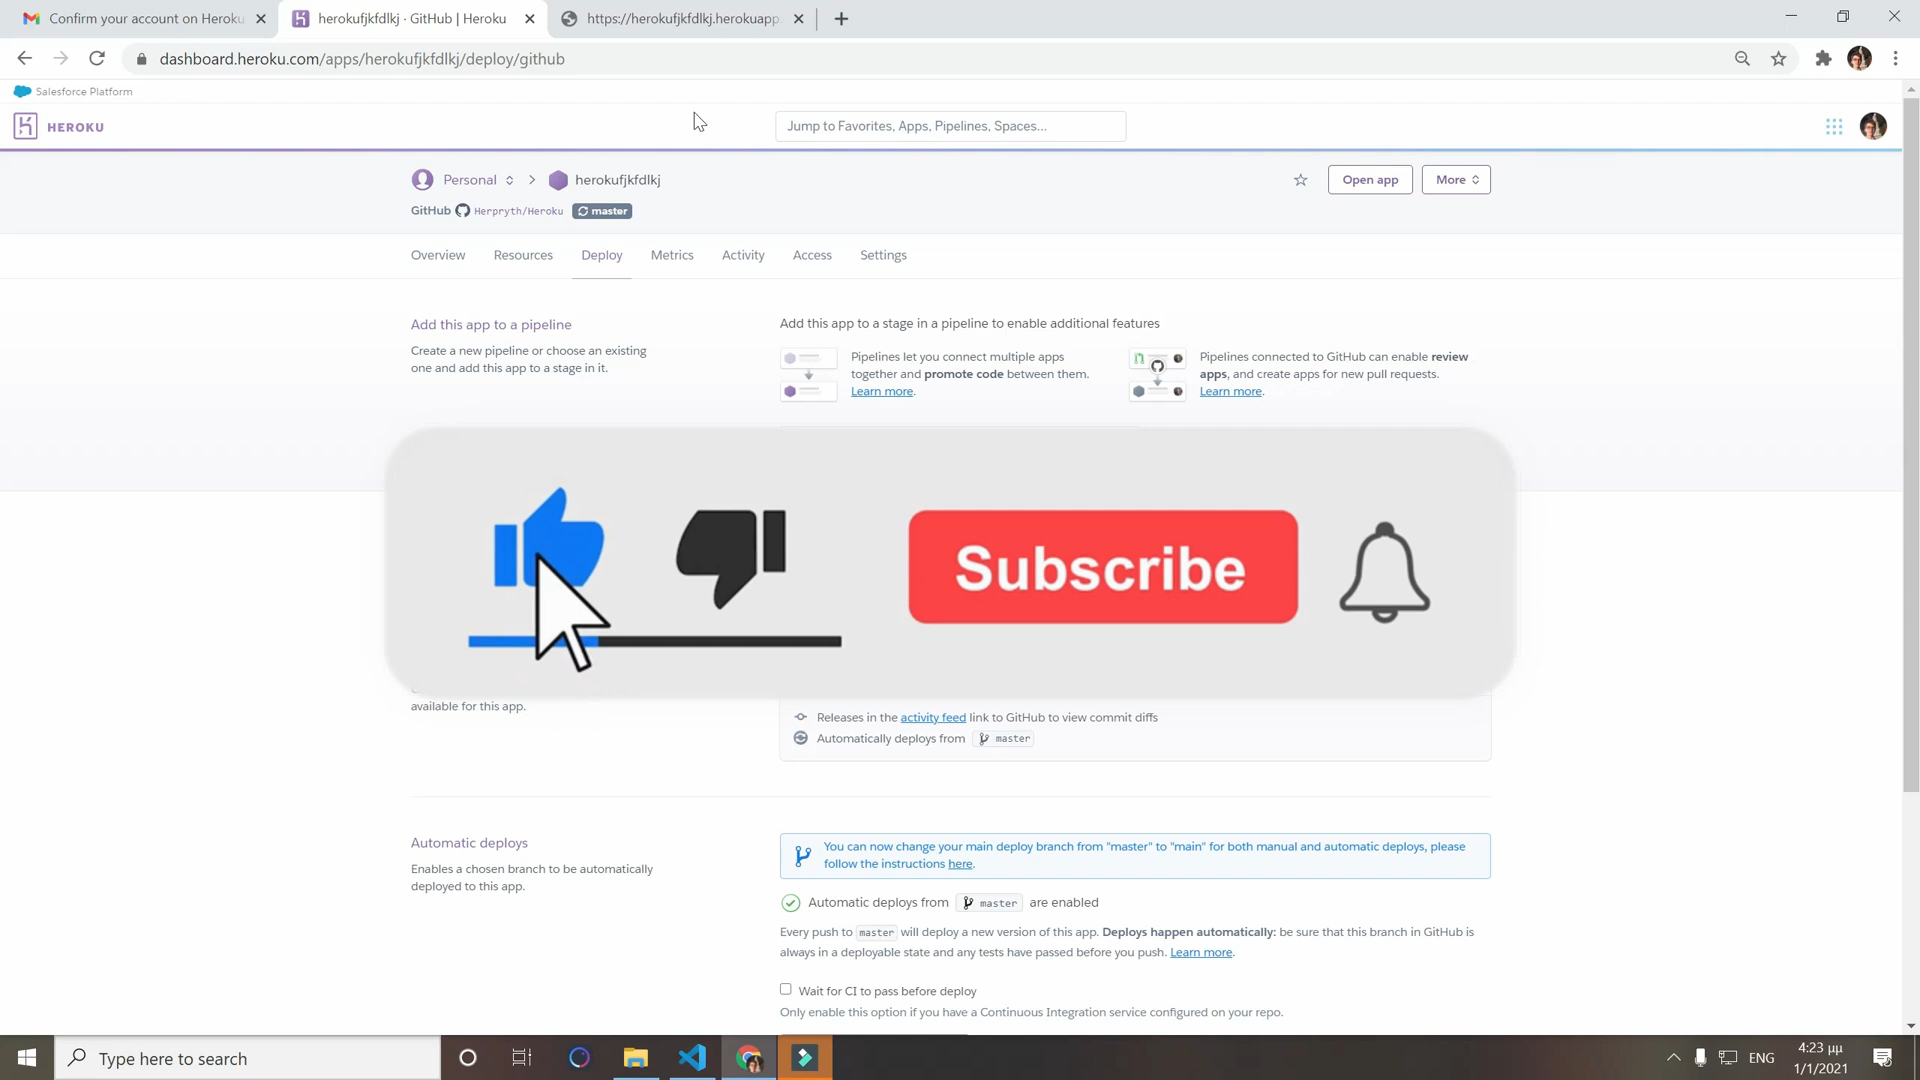 Confirm your account on Heroku
herokufjkfdlkj · GitHub | Heroku
https://herokufjkfdlkj.herokuapp.
dashboard.heroku.com/apps/herokufjkfdlkj/deploy/github
Salesforce Platform
HEROKU
Jump to Favorites, Apps, Pipelines, Spaces...
Personal
herokufjkfdlkj
Open app
More
GitHub Herpryth/Heroku master
Overview Resources Deploy Metrics Activity Access Settings
Add this app to a pipeline
Create a new pipeline or choose an existing
one and add this app to a stage in it.
Add this app to a stage in a pipeline to enable additional features
Pipelines let you connect multiple apps
together and promote code between them.
Learn more.
Pipelines connected to GitHub can enable review
apps, and create apps for new pull requests.
Learn more.
Subscribe
available for this app.
Releases in the activity feed link to GitHub to view commit diffs
Automatically deploys from master
Automatic deploys
Enables a chosen branch to be automatically
deployed to this app.
You can now change your main deploy branch from "master" to "main" for both manual and automatic deploys, please
follow the instructions here.
Automatic deploys from master are enabled
Every push to master will deploy a new version of this app. Deploys happen automatically: be sure that this branch in GitHub is
always in a deployable state and any tests have passed before you push. Learn more.
Wait for CI to pass before deploy
Only enable this option if you have a Continuous Integration service configured on your repo.
Type here to search
ENG
4:23 μμ
1/1/2021